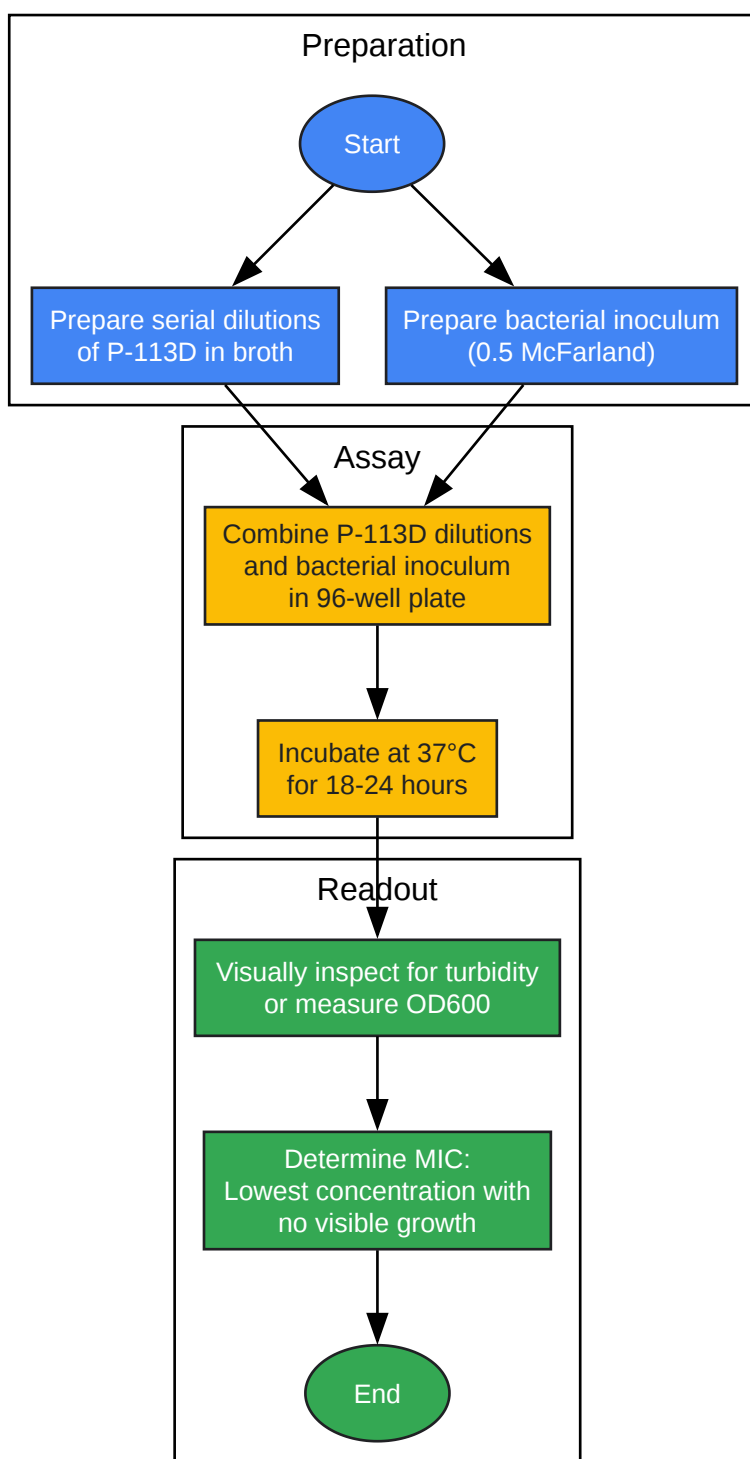 Preparation
Start
Prepare serial dilutions
of P-113D in broth
Prepare bacterial inoculum
(0.5 McFarland)
Assay
Combine P-113D dilutions
and bacterial inoculum
in 96-well plate
Incubate at 37°C
for 18-24 hours
Readout
Visually inspect for turbidity
or measure OD600
Determine MIC:
Lowest concentration with
no visible growth
End